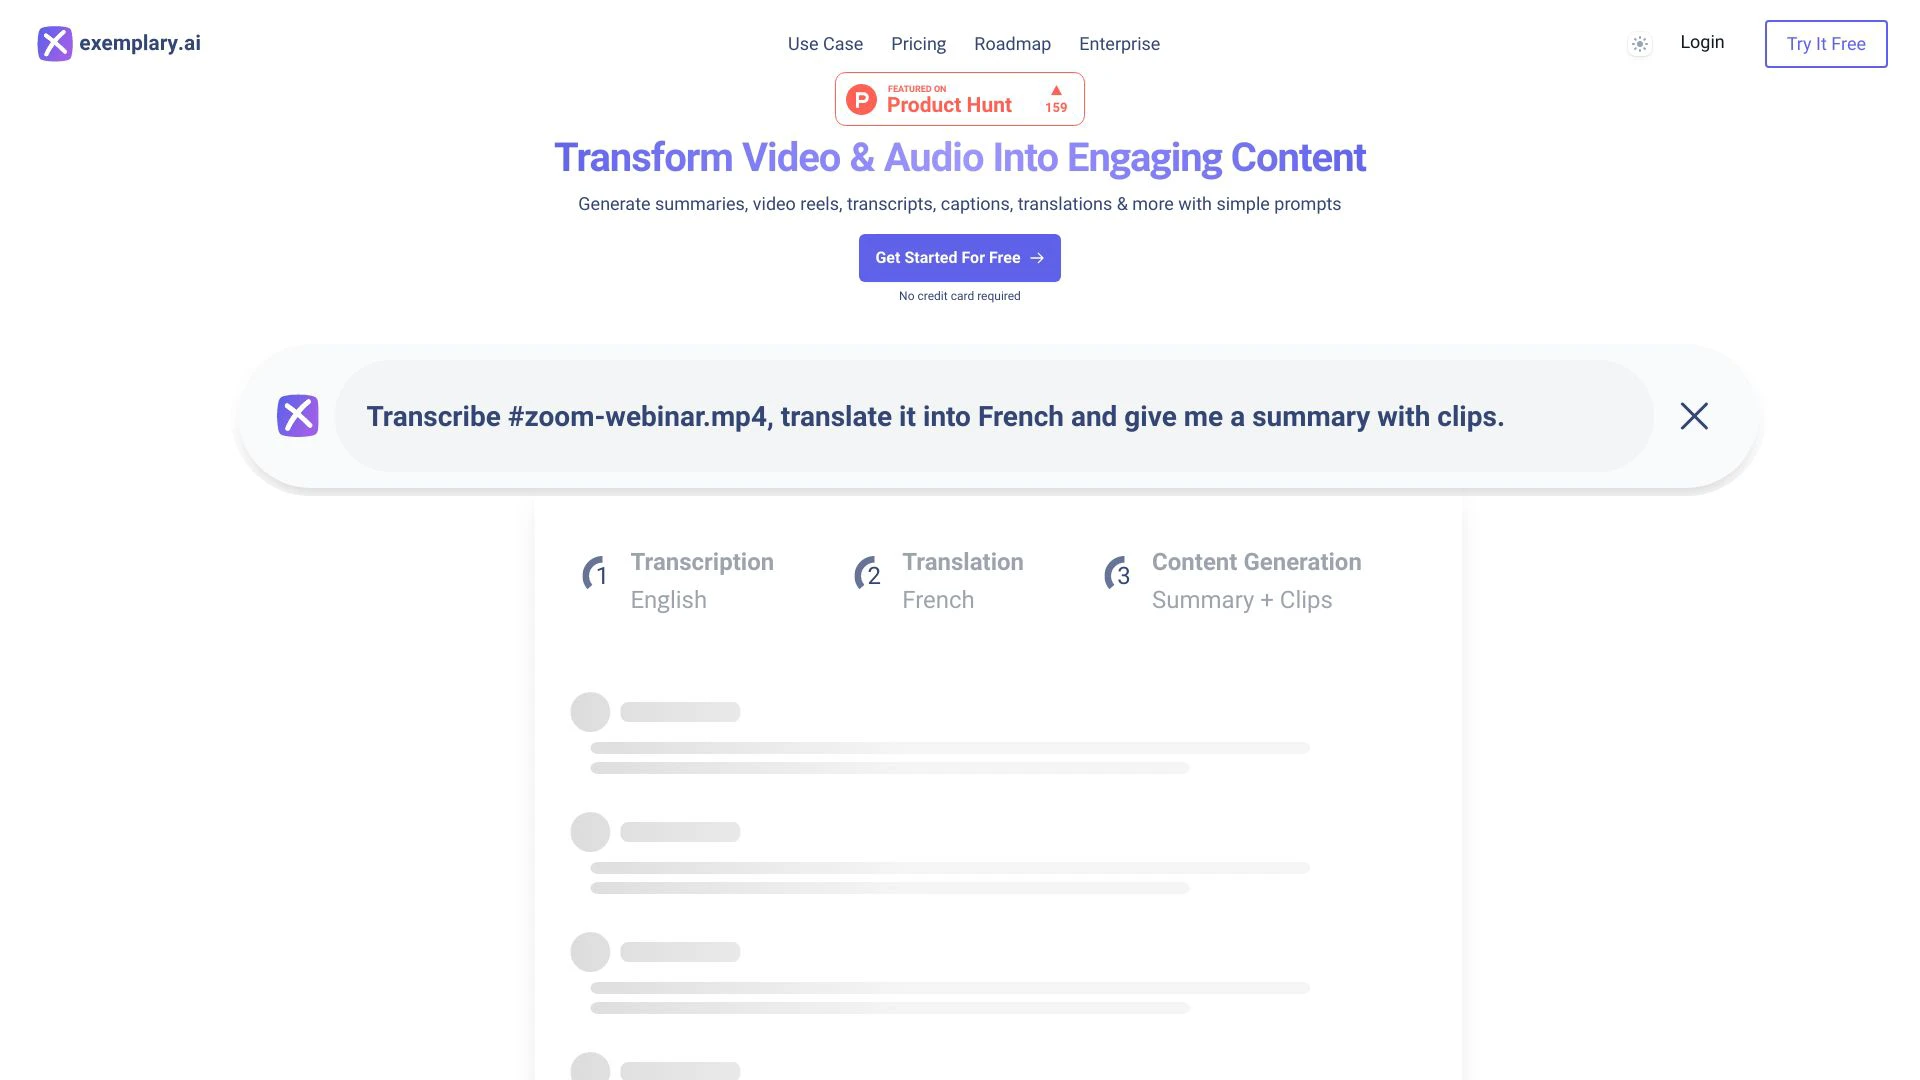 exemplary.ai
Use Case
Pricing
Roadmap
Enterprise
Login
Try It Free
FEATURED ON
Product Hunt
159
Transform Video & Audio Into Engaging Content
Generate summaries, video reels, transcripts, captions, translations & more with simple prompts
Get Started For Free →
No credit card required
Transcribe #zoom-webinar.mp4, translate it into French and give me a summary with clips.
1
Transcription
English
2
Translation
French
3
Content Generation
Summary + Clips